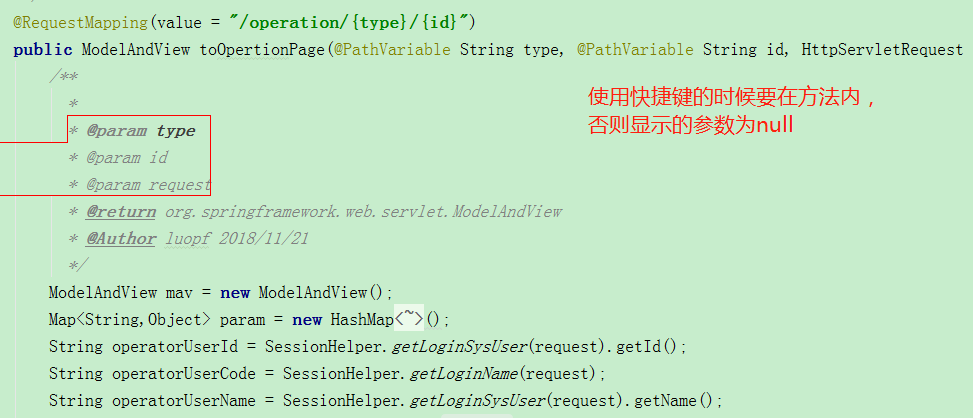 @RequestMapping(value = "/operation/{type}/{id}")
public ModelAndView toOpertionPage(@PathVariable String type, @PathVariable String id, HttpServletRequest
/**
*
* @param type
* @param id
* @param request
* @return org.springframework.web.servlet.ModelAndView
* @Author luopf 2018/11/21
*/
使用快捷键的时候要在方法内，
否则显示的参数为null
ModelAndView mav = new ModelAndView();
Map<String,Object> param = new HashMap<~>();
String operatorUserId = SessionHelper.getLoginSysUser(request).getId();
String operatorUserCode = SessionHelper.getLoginName(request);
String operatorUserName = SessionHelper.getLoginSysUser(request).getName();